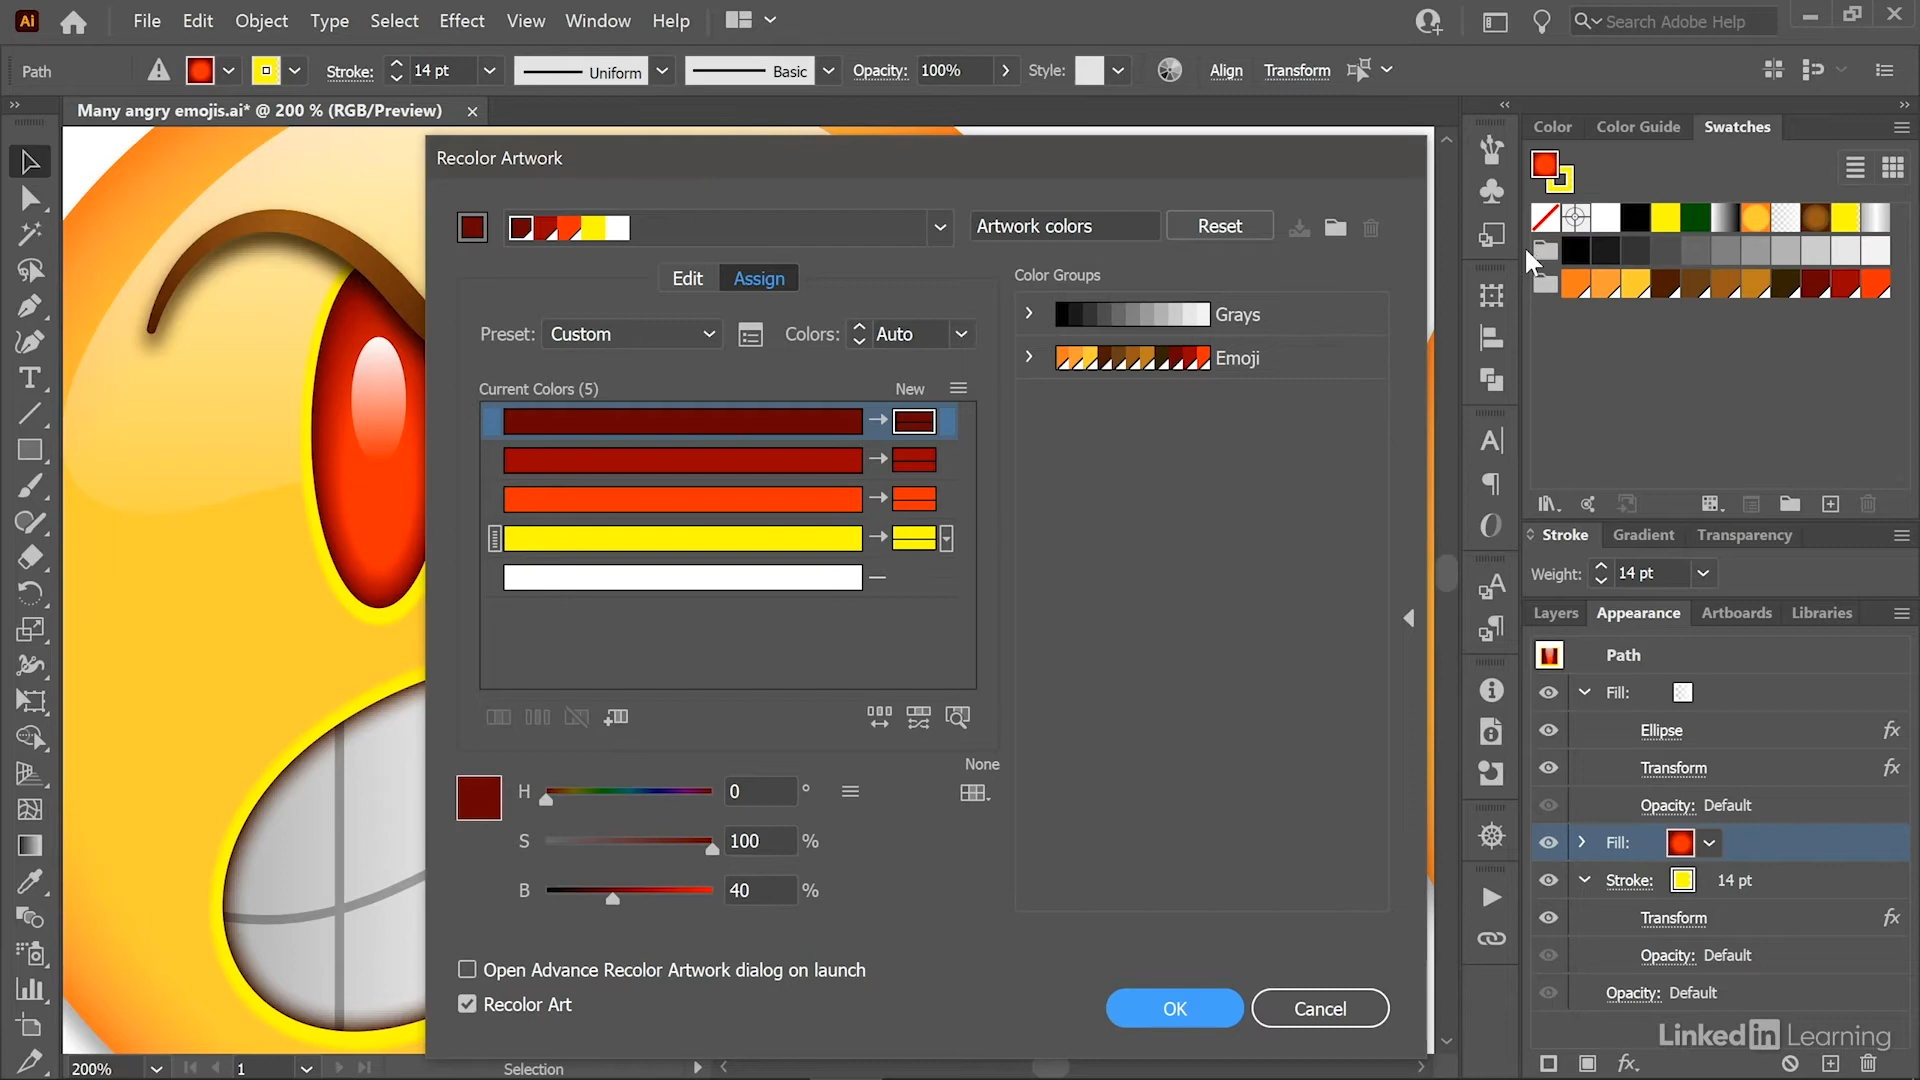 Ai File Edit Object Type Select Effect View Window Help Search Adobe Help
Path Stroke: 14 pt Uniform Basic Opacity: 100% Style: Align Transform
Many angry emojis.ai* @ 200 % (RGB/Preview)
Recolor Artwork
Artwork colors Reset
Edit Assign
Preset: Custom Colors: Auto
Current Colors (5) New
Color Groups
Grays
Emoji
None
H 0 °
S 100 %
B 40 %
Open Advance Recolor Artwork dialog on launch
Recolor Art
OK Cancel
200% 1 Selection
Color Color Guide Swatches
Stroke Gradient Transparency
Weight: 14 pt
Layers Appearance Artboards Libraries
Path
Fill:
Ellipse fx
Transform fx
Opacity: Default
Fill:
Stroke: 14 pt
Transform fx
Opacity: Default
Opacity: Default
LinkedIn Learning
fx